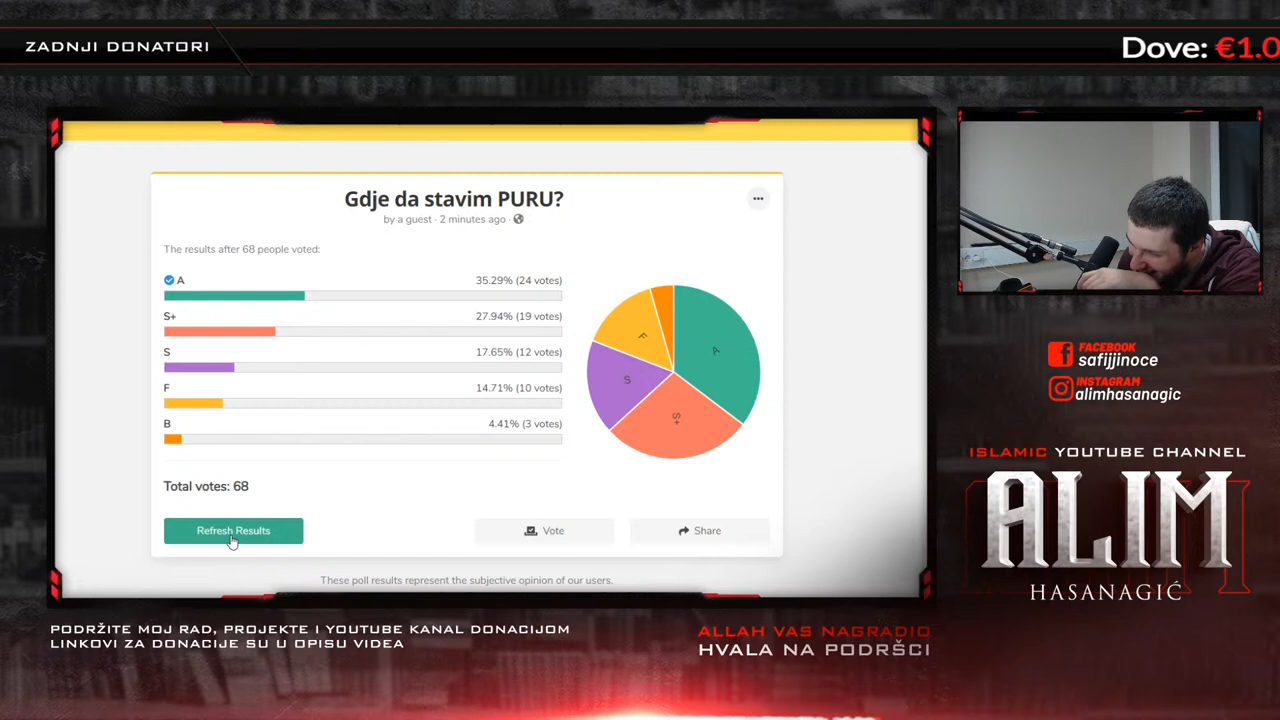 ZADNJI DONATORI
Dove: €1.0
Gdje da stavim PURU?
by a guest · 2 minutes ago ·
The results after 68 people voted:
A 35.29% (24 votes)
S+ 27.94% (19 votes)
S 17.65% (12 votes)
F 14.71% (10 votes)
B 4.41% (3 votes)
A
S+
S
F
Total votes: 68
Refresh Results
Vote
Share
These poll results represent the subjective opinion of our users.
FACEBOOK
safijjinoce
INSTAGRAM
alimhasanagic
ISLAMIC YOUTUBE CHANNEL
ALIM
HASANAGIĆ
PODRŽITE MOJ RAD, PROJEKTE I YOUTUBE KANAL DONACIJOM
LINKOVI ZA DONACIJE SU U OPISU VIDEA
ALLAH VAS NAGRADIO
HVALA NA PODRŠCI